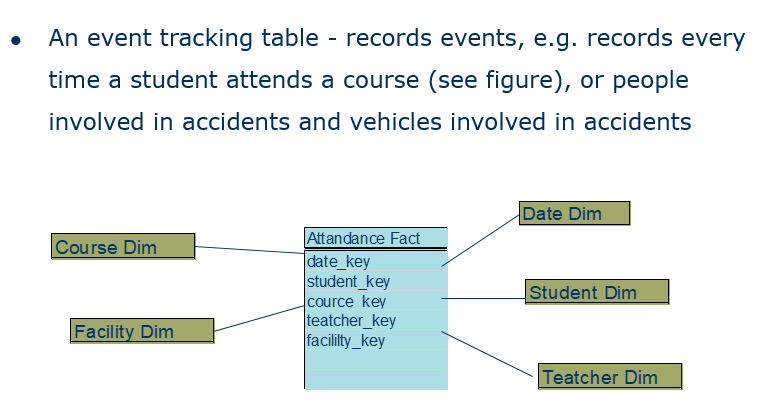 • An event tracking table - records events, e.g. records every
time a student attends a course (see figure), or people
involved in accidents and vehicles involved in accidents
Date Dim
Attandance Fact
Course Dim
date_key
student_key
cource_key
teatcher_key
facililty_key
Student Dim
Facility Dim
Teatcher Dim